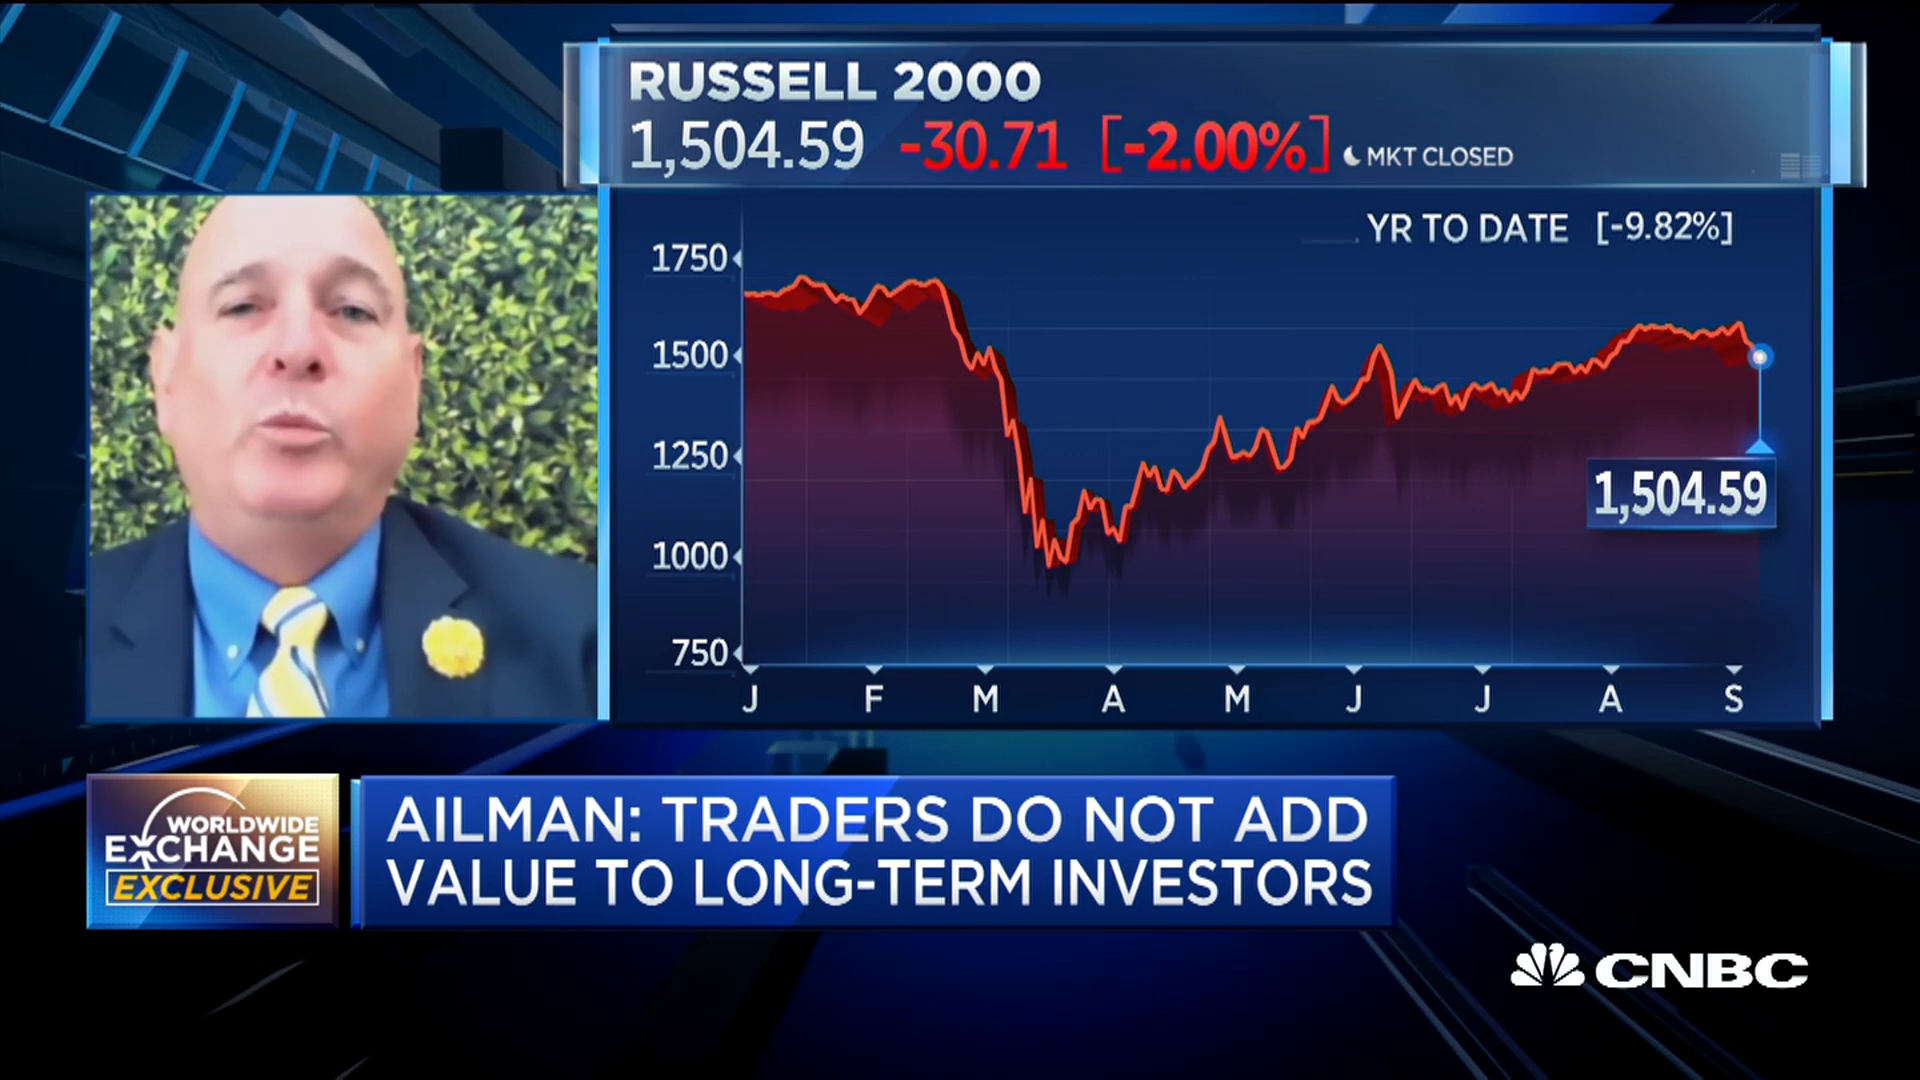 RUSSELL 2000
1,504.59 -30.71 [-2.00%] MKT CLOSED
YR TO DATE [-9.82%]
1750
1500
1250
1000
750
1,504.59
J F M A M J J A S
WORLDWIDE
EXCHANGE
EXCLUSIVE
AILMAN: TRADERS DO NOT ADD
VALUE TO LONG-TERM INVESTORS
CNBC